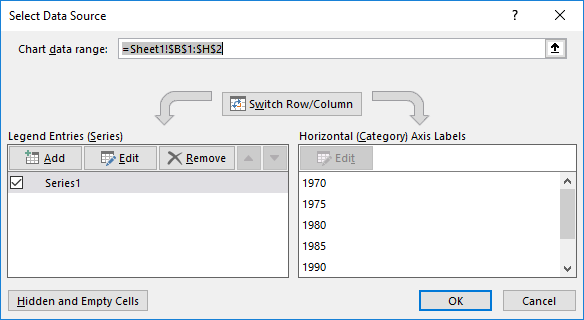 Select Data Source
?
Chart data range: =Sheet1!$B$1:$H$2
Switch Row/Column
Legend Entries (Series)
Add Edit Remove
Series1
Horizontal (Category) Axis Labels
Edit
1970
1975
1980
1985
1990
Hidden and Empty Cells
OK
Cancel